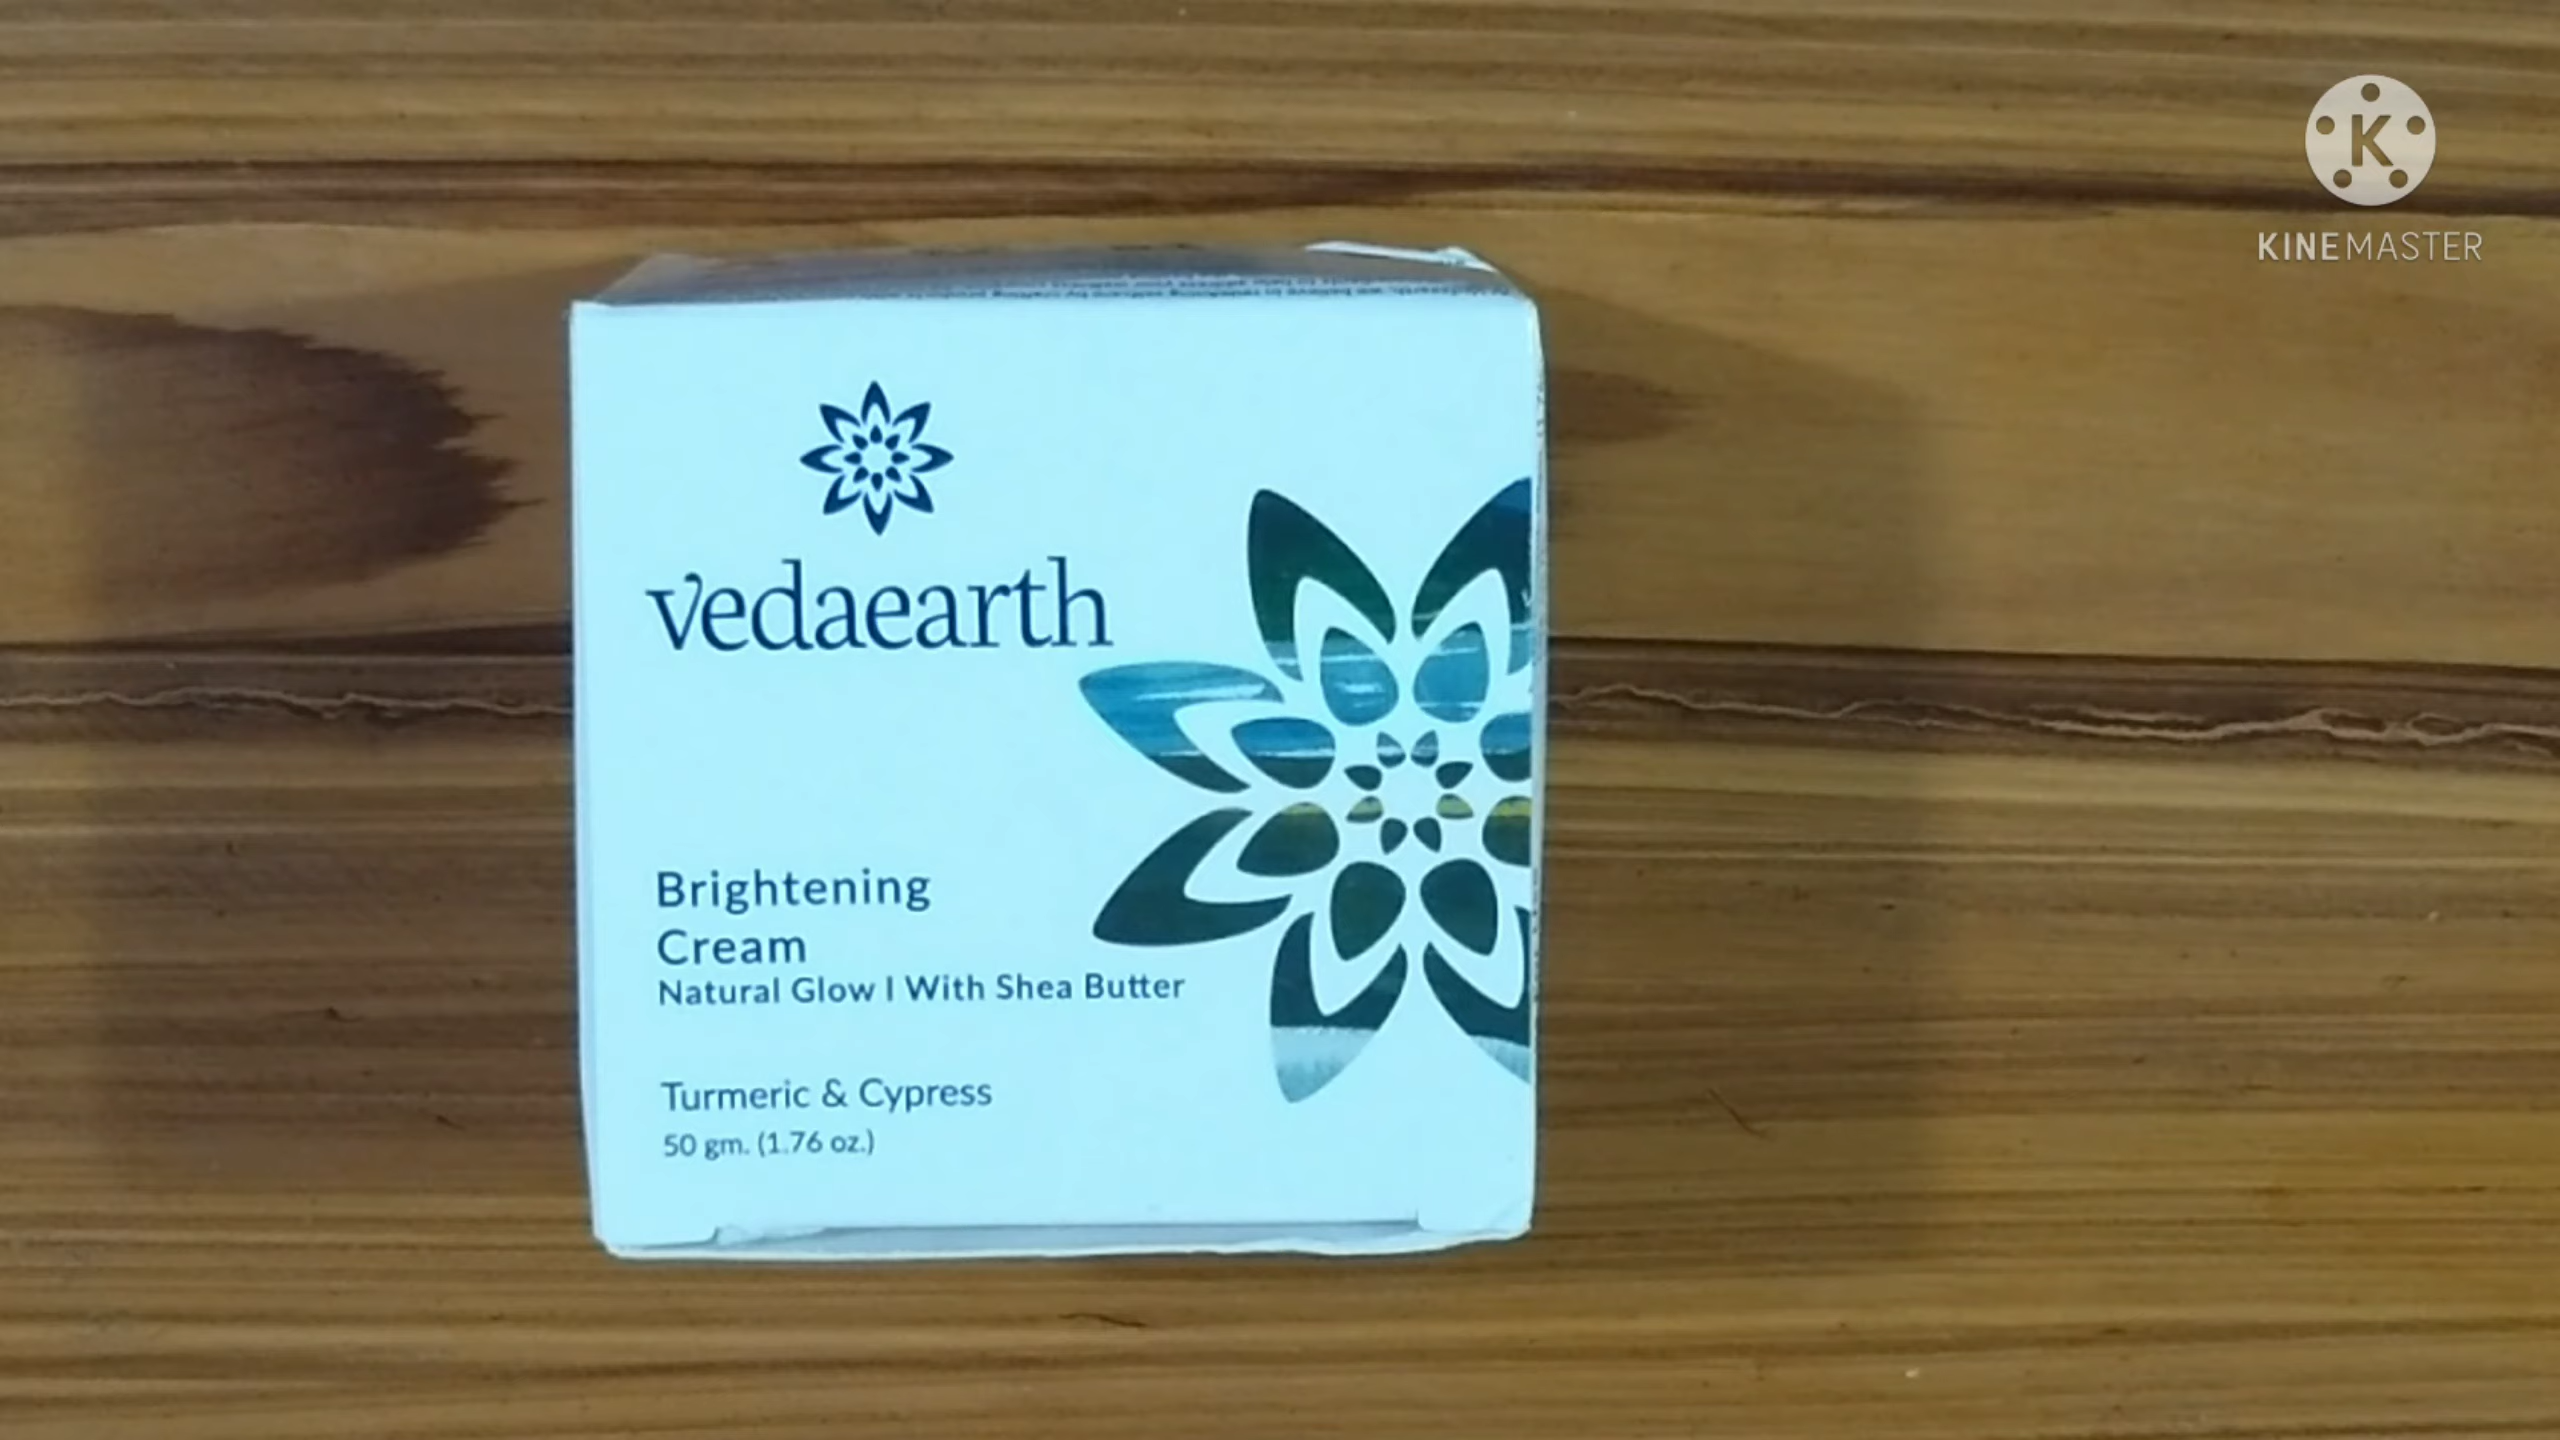 vedaearth
Brightening
Cream
Natural Glow | With Shea Butter
Turmeric & Cypress
50 gm. (1.76 oz.)
K
KINEMASTER